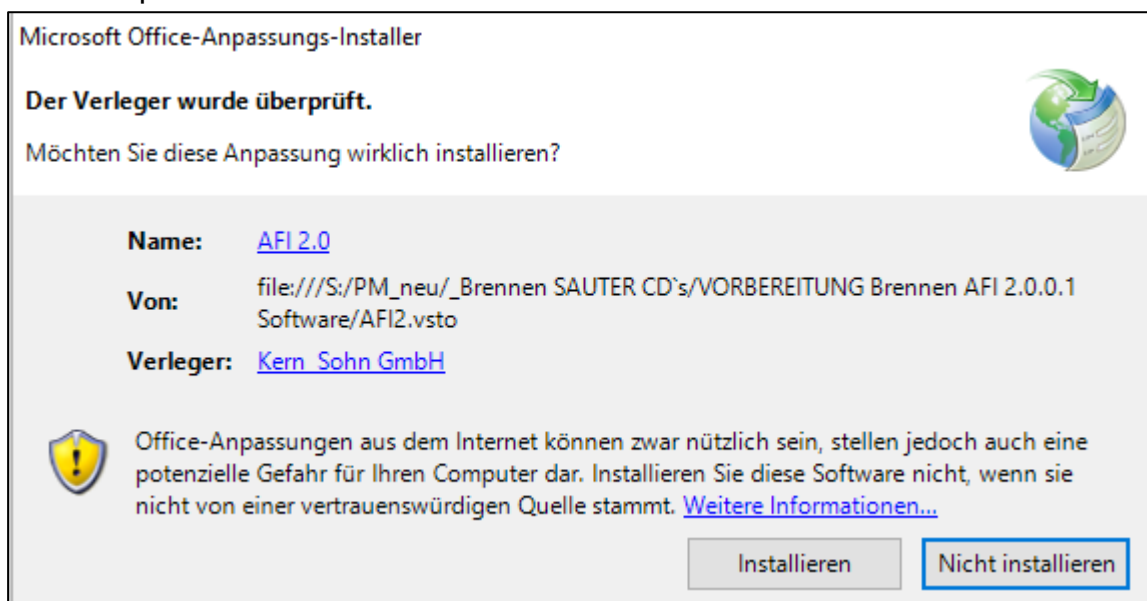 Microsoft Office-Anpassungs-Installer
Der Verleger wurde überprüft.
Möchten Sie diese Anpassung wirklich installieren?
Name: AFI 2.0
Von: file:///S:/PM_neu/_Brennen SAUTER CD`s/VORBEREITUNG Brennen AFI 2.0.0.1
Software/AFI2.vsto
Verleger: Kern Sohn GmbH
Office-Anpassungen aus dem Internet können zwar nützlich sein, stellen jedoch auch eine
potenzielle Gefahr für Ihren Computer dar. Installieren Sie diese Software nicht, wenn sie
nicht von einer vertrauenswürdigen Quelle stammt. Weitere Informationen...
Installieren Nicht installieren